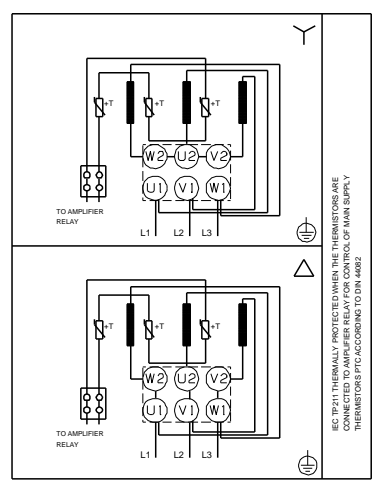 +T
+T
+T
W2 U2 V2
U1 V1 W1
TO AMPLIFIER
RELAY
L1 L2 L3
+T
+T
+T
W2 U2 V2
U1 V1 W1
TO AMPLIFIER
RELAY
L1 L2 L3
IEC TP211 THERMALLY PROTECTED WHEN THE THERMISTORS ARE
CONNECTED TO AMPLIFIER RELAY FOR CONTROL OF MAIN SUPPLY
THERMISTORS PTC ACCORDING TO DIN 44082